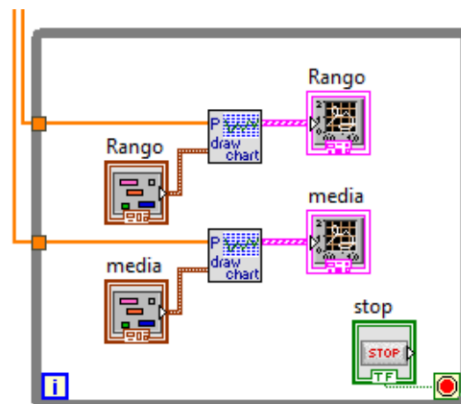 Rango
Rango
P
draw
chart
media
media
P
draw
chart
stop
STOP
TF
i